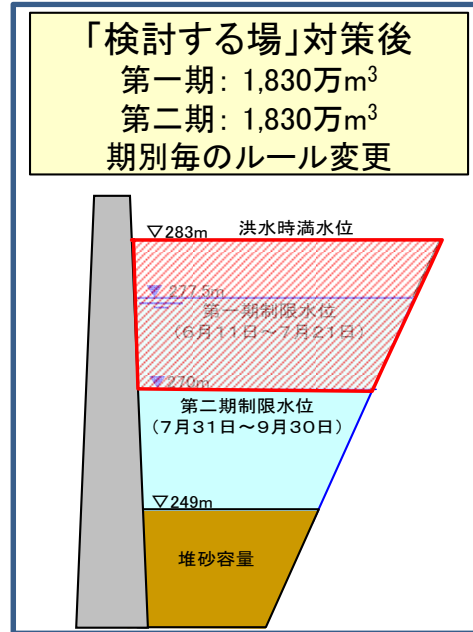 「検討する場」対策後
第一期： 1,830万m³
第二期： 1,830万m³
期別毎のルール変更
▽283m 洪水時満水位
▼ 277.5m
第一期制限水位
(6月11日～7月21日)
▼270m
第二期制限水位
(7月31日～9月30日)
▽249m
堆砂容量